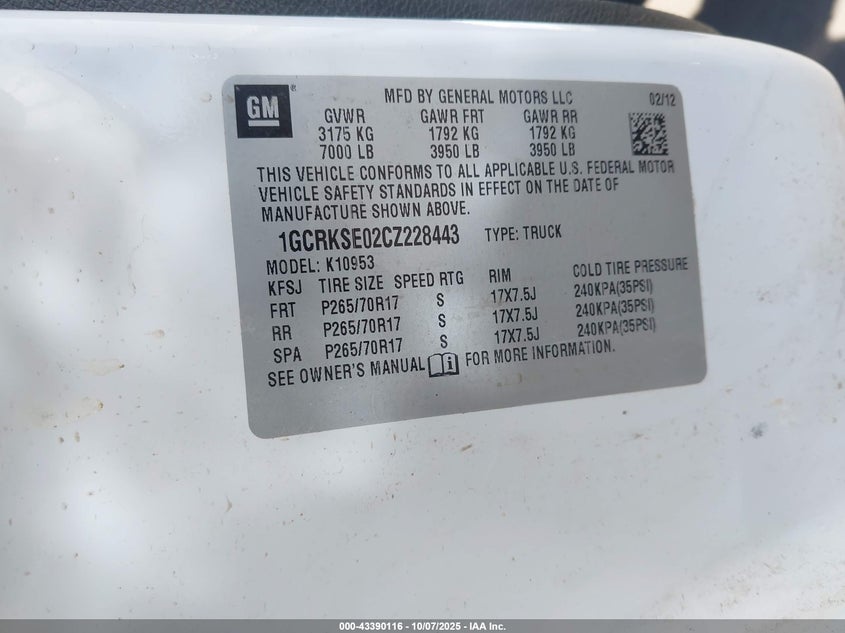 GM
MFD BY GENERAL MOTORS LLC 02/12
GVWR GAWR FRT GAWR RR
3175 KG 1792 KG 1792 KG
7000 LB 3950 LB 3950 LB
THIS VEHICLE CONFORMS TO ALL APPLICABLE U.S. FEDERAL MOTOR
VEHICLE SAFETY STANDARDS IN EFFECT ON THE DATE OF
MANUFACTURE SHOWN ABOVE.
1GCRKSE02CZ228443 TYPE: TRUCK
MODEL: K10953
KFSJ TIRE SIZE SPEED RTG RIM COLD TIRE PRESSURE
FRT P265/70R17 S 17X7.5J 240KPA(35PSI)
RR P265/70R17 S 17X7.5J 240KPA(35PSI)
SPA P265/70R17 S 17X7.5J 240KPA(35PSI)
SEE OWNER'S MANUAL FOR MORE INFORMATION.
000-43390116 - 10/07/2025 - IAA Inc.